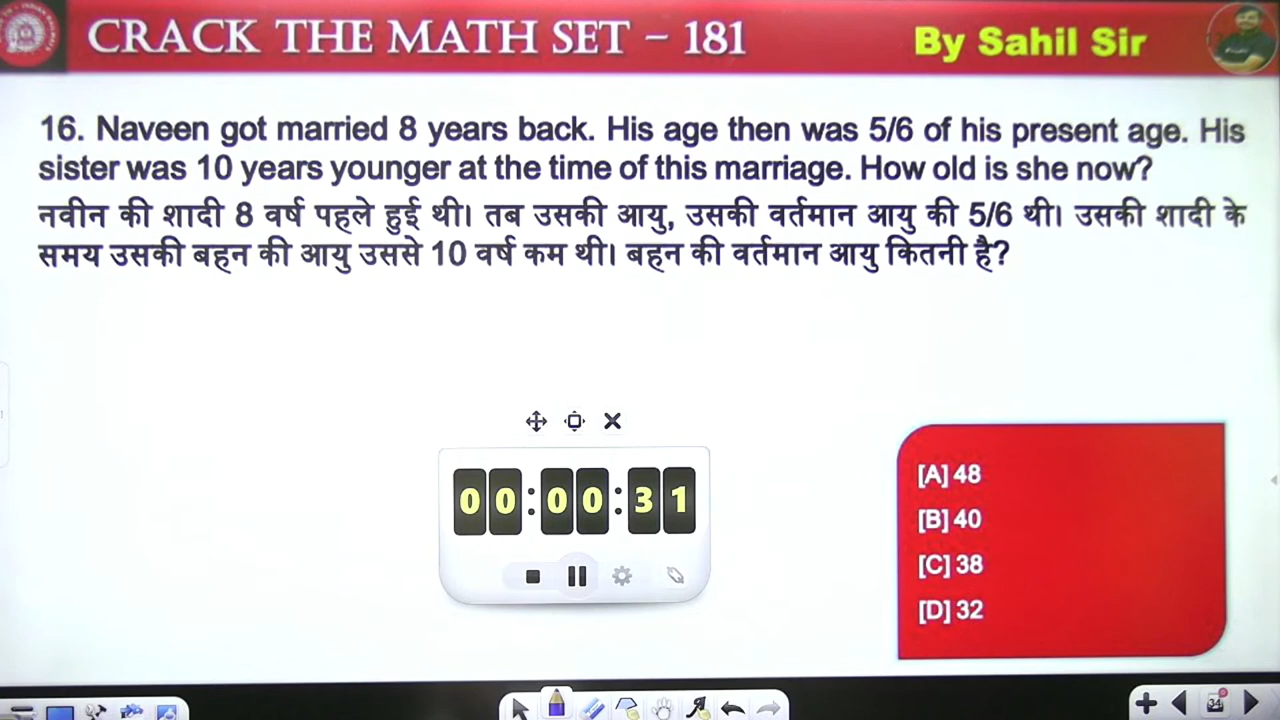 CRACK THE MATH SET – 181
By Sahil Sir
16. Naveen got married 8 years back. His age then was 5/6 of his present age. His
sister was 10 years younger at the time of this marriage. How old is she now?
नवीन की शादी 8 वर्ष पहले हुई थी। तब उसकी आयु, उसकी वर्तमान आयु की 5/6 थी। उसकी शादी के
समय उसकी बहन की आयु उससे 10 वर्ष कम थी। बहन की वर्तमान आयु कितनी है?
00:00:31
[A] 48
[B] 40
[C] 38
[D] 32
34